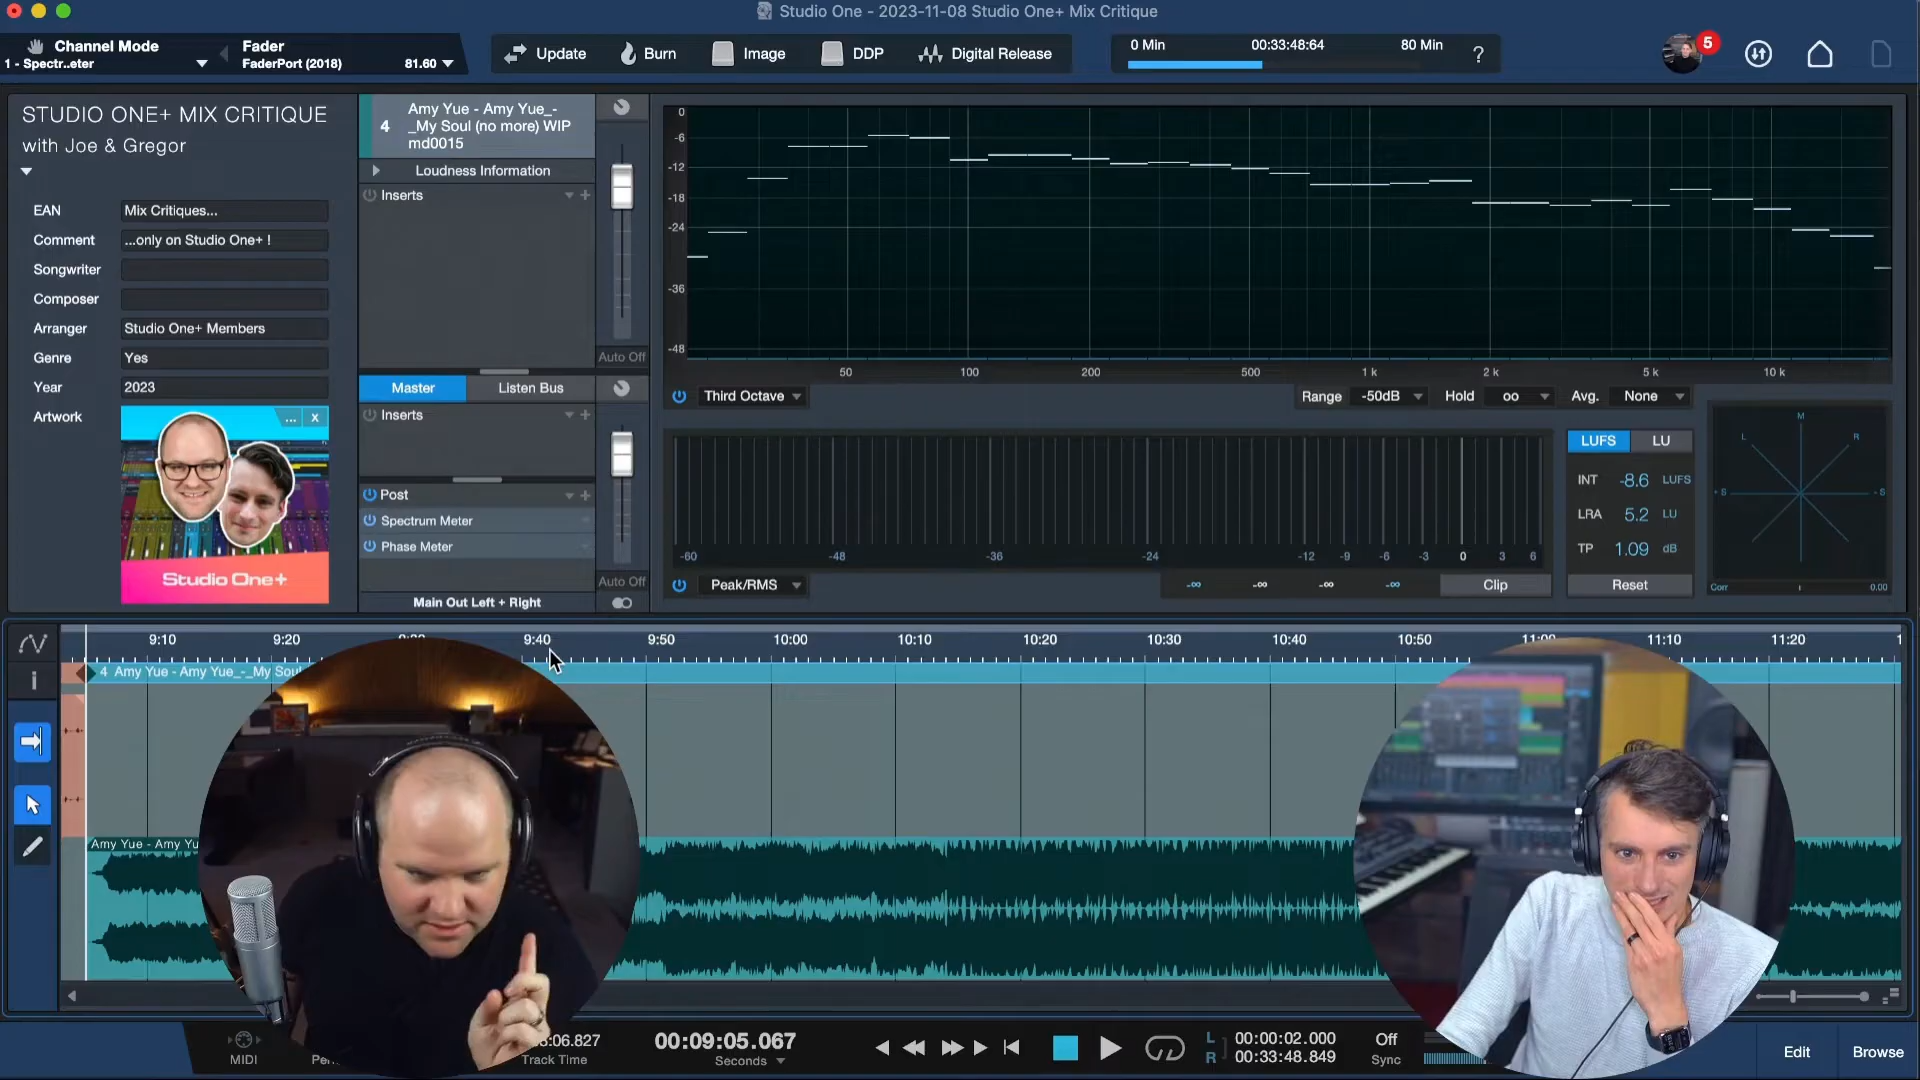 Studio One - 2023-11-08 Studio One+ Mix Critique
Channel Mode
1 - Spectr..eter
Fader
FaderPort (2018)
81.60
Update
Burn
Image
DDP
Digital Release
0 Min
00:33:48:64
80 Min
?
5
STUDIO ONE+ MIX CRITIQUE
with Joe & Gregor
EAN
Mix Critiques...
Comment
...only on Studio One+ !
Songwriter
Composer
Arranger
Studio One+ Members
Genre
Yes
Year
2023
Artwork
...
x
Studio One+
4
Amy Yue - Amy Yue_-
_My Soul (no more) WIP
md0015
Loudness Information
Inserts
Auto Off
Master
Listen Bus
Inserts
Post
Spectrum Meter
Phase Meter
Auto Off
Main Out Left + Right
0
-6
-12
-18
-24
-36
-48
50 100 200 500 1 k 2 k 5 k 10 k
Third Octave
Range
-50dB
Hold
∞
Avg.
None
-60 -48 -36 -24 -12 -9 -6 -3 0 3 6
Peak/RMS
-∞ -∞ -∞ -∞
Clip
LUFS
LU
INT -8.6 LUFS
LRA 5.2 LU
TP 1.09 dB
Reset
M
L
R
S
S
Corr
0.00
9:10 9:20 9:40 9:50 10:00 10:10 10:20 10:30 10:40 10:50 11:00 11:10 11:20
4 Amy Yue - Amy Yue_-_My Soul
Amy Yue - Amy Yu
MIDI
:06.827
Track Time
00:09:05.067
Seconds
L 00:00:02.000
R 00:33:48.849
Off
Sync
Edit
Browse